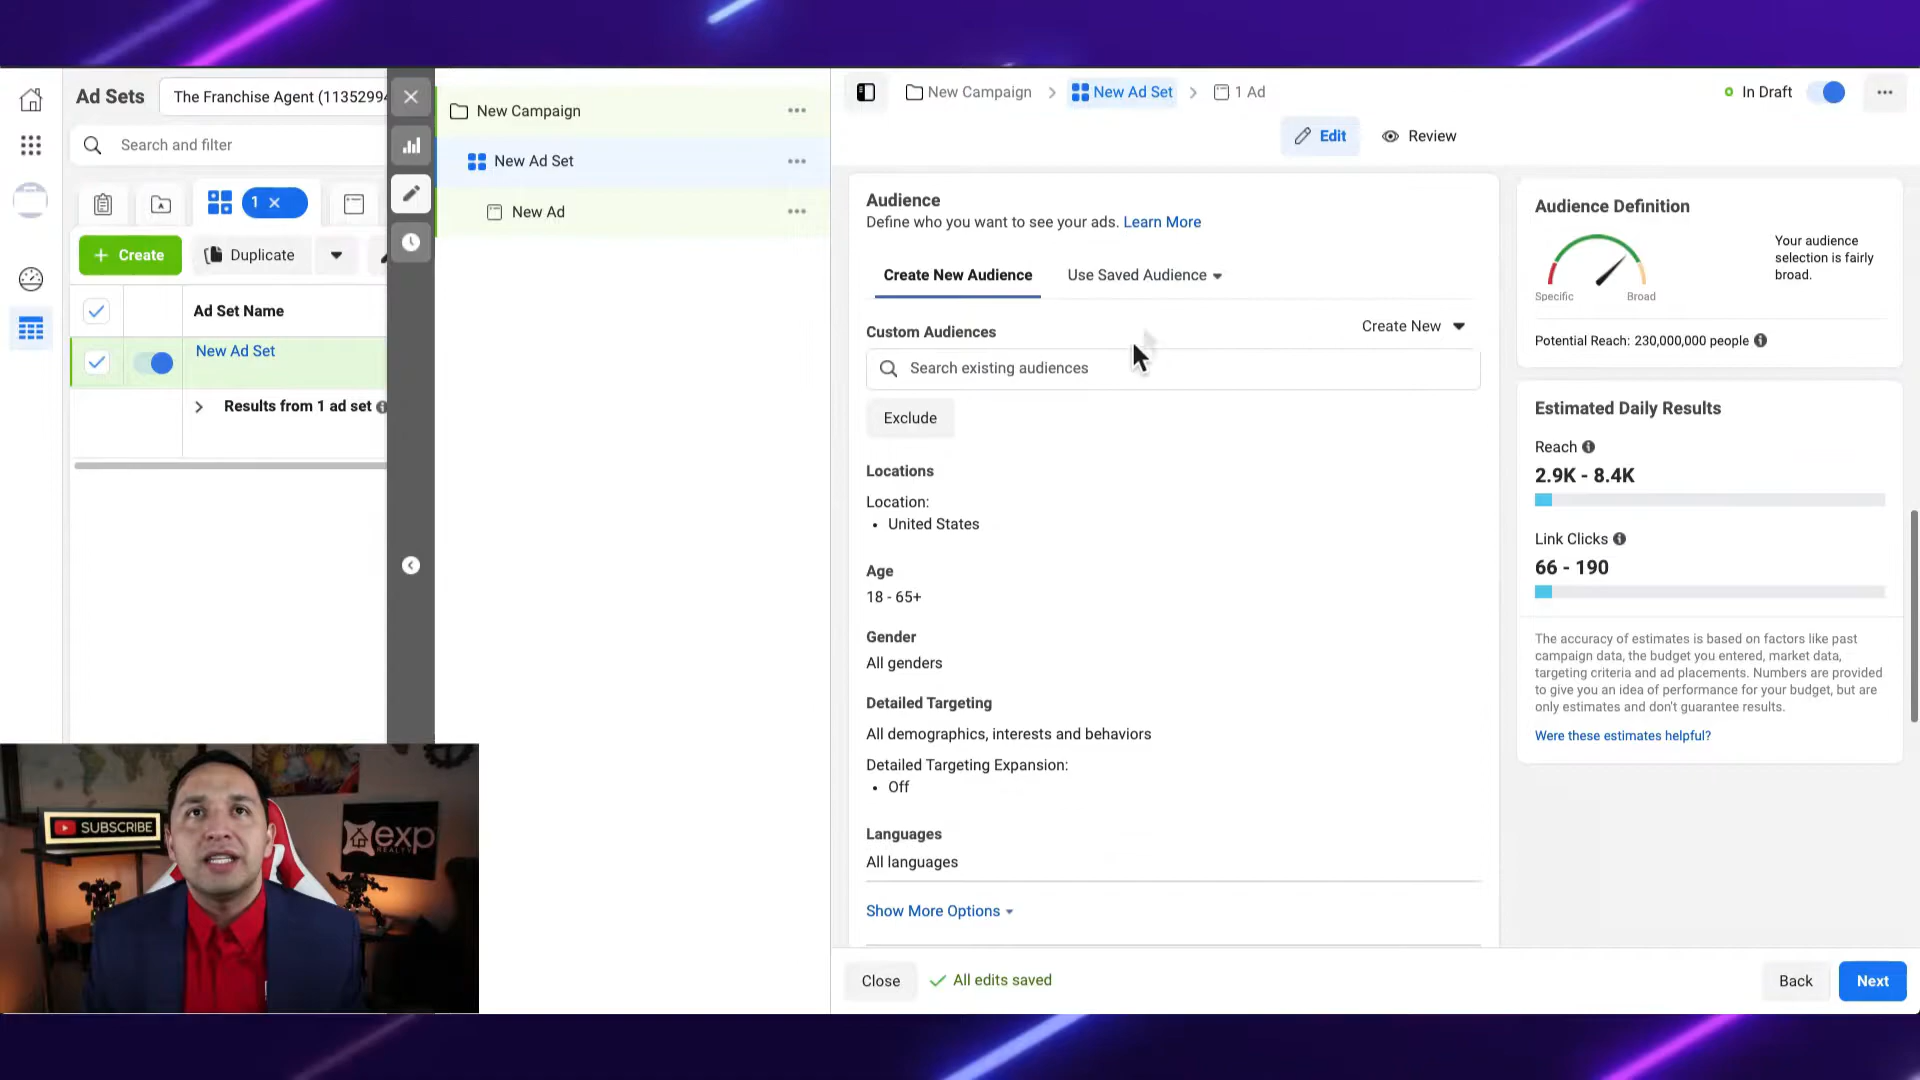 Ad Sets
The Franchise Agent (11352994
Search and filter
1
Create
Duplicate
Ad Set Name
New Ad Set
Results from 1 ad set
New Campaign
New Ad Set
New Ad
New Campaign
New Ad Set
1 Ad
In Draft
Edit
Review
Audience
Define who you want to see your ads. Learn More
Create New Audience
Use Saved Audience
Custom Audiences
Create New
Search existing audiences
Exclude
Locations
Location:
• United States
Age
18 - 65+
Gender
All genders
Detailed Targeting
All demographics, interests and behaviors
Detailed Targeting Expansion:
• Off
Languages
All languages
Show More Options
Close
All edits saved
Back
Next
Audience Definition
Specific
Broad
Your audience
selection is fairly
broad.
Potential Reach: 230,000,000 people
Estimated Daily Results
Reach
2.9K - 8.4K
Link Clicks
66 - 190
The accuracy of estimates is based on factors like past
campaign data, the budget you entered, market data,
targeting criteria and ad placements. Numbers are provided
to give you an idea of performance for your budget, but are
only estimates and don't guarantee results.
Were these estimates helpful?
SUBSCRIBE
exp
REALTY